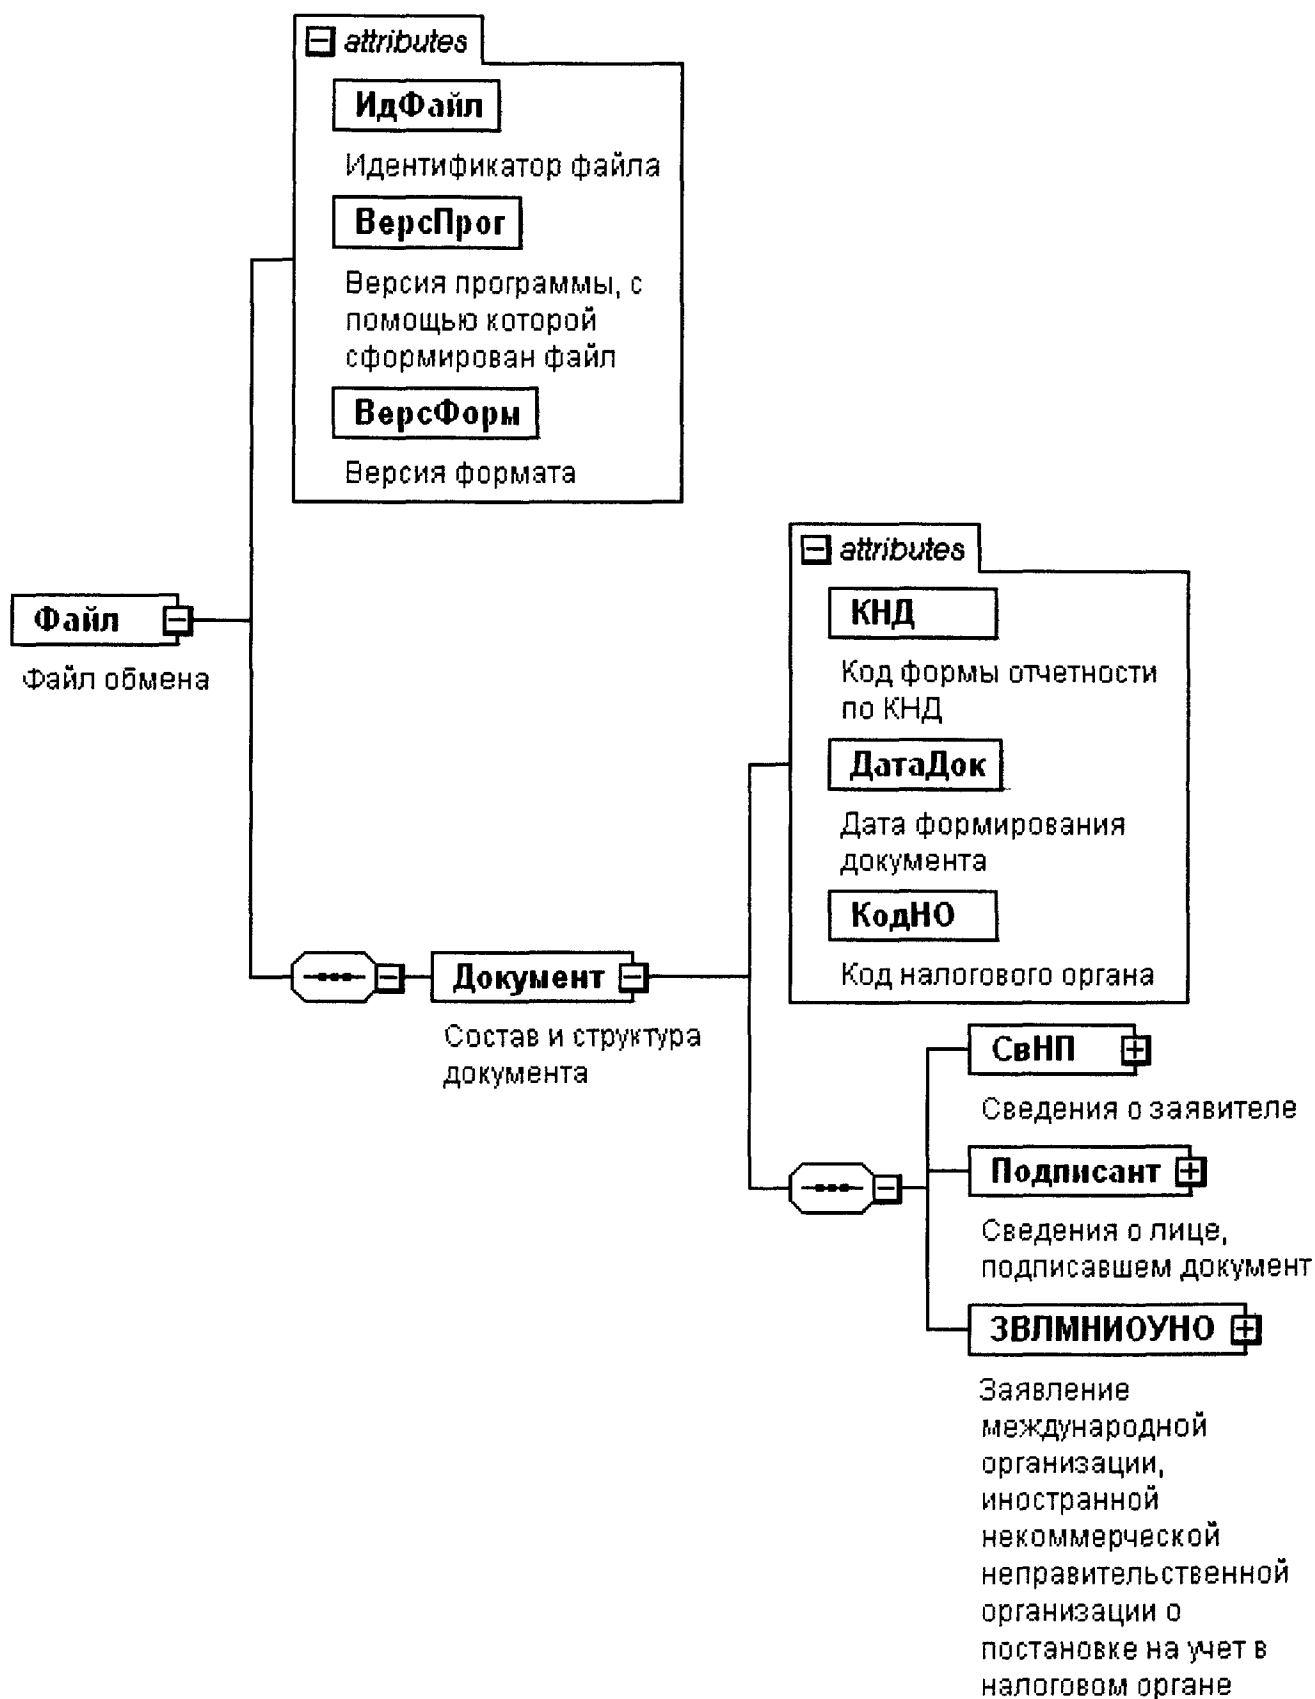 attributes
ИдФайл
Идентификатор файла
ВерсПрог
Версия программы, с
помощью которой
сформирован файл
ВерсФорм
Версия формата
Файл
Файл обмена
Документ
Состав и структура
документа
attributes
КНД
Код формы отчетности
по КНД
ДатаДок
Дата формирования
документа
КодНО
Код налогового органа
СвНП
Сведения о заявителе
Подписант
Сведения о лице,
подписавшем документ
ЗВЛМНИОУНО
Заявление
международной
организации,
иностранной
некоммерческой
неправительственной
организации о
постановке на учет в
налоговом органе